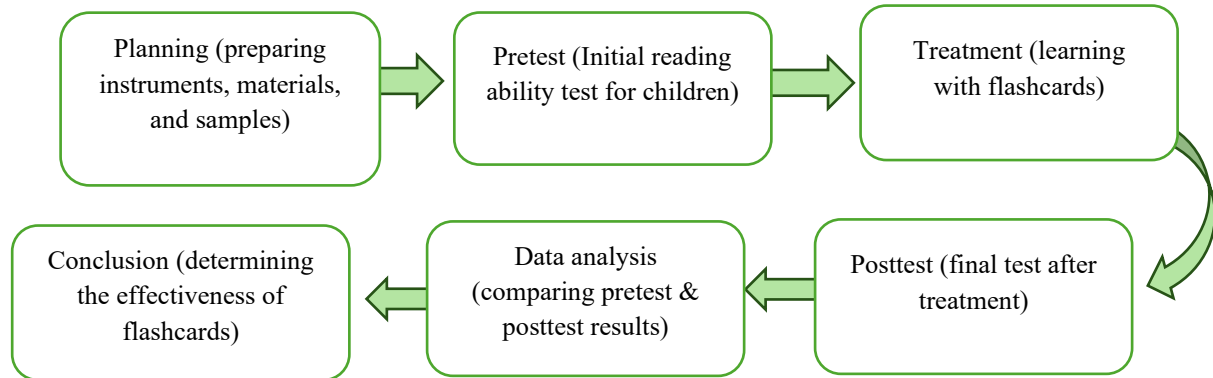 Planning (preparing
instruments, materials,
and samples)
Pretest (Initial reading
ability test for children)
Treatment (learning
with flashcards)
Posttest (final test after
treatment)
Data analysis
(comparing pretest &
posttest results)
Conclusion (determining
the effectiveness of
flashcards)